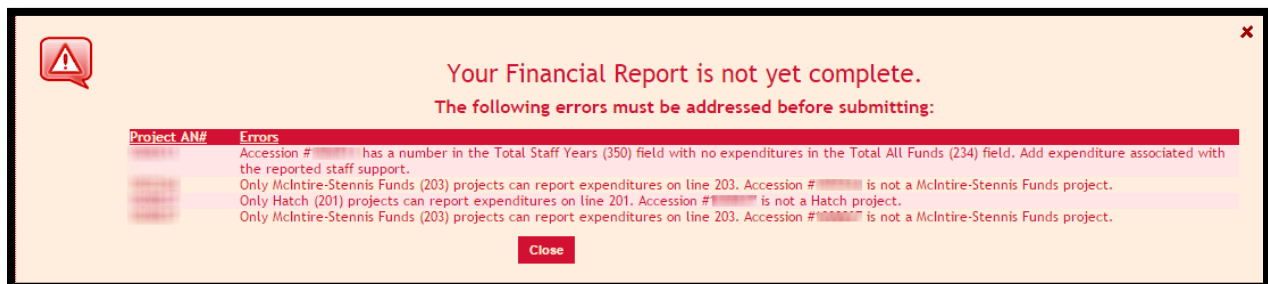 Your Financial Report is not yet complete.
The following errors must be addressed before submitting:
Project AN# Errors
Accession # has a number in the Total Staff Years (350) field with no expenditures in the Total All Funds (234) field. Add expenditure associated with
the reported staff support.
Only McIntire-Stennis Funds (203) projects can report expenditures on line 203. Accession # is not a McIntire-Stennis Funds project.
Only Hatch (201) projects can report expenditures on line 201. Accession # is not a Hatch project.
Only McIntire-Stennis Funds (203) projects can report expenditures on line 203. Accession # is not a McIntire-Stennis Funds project.
Close